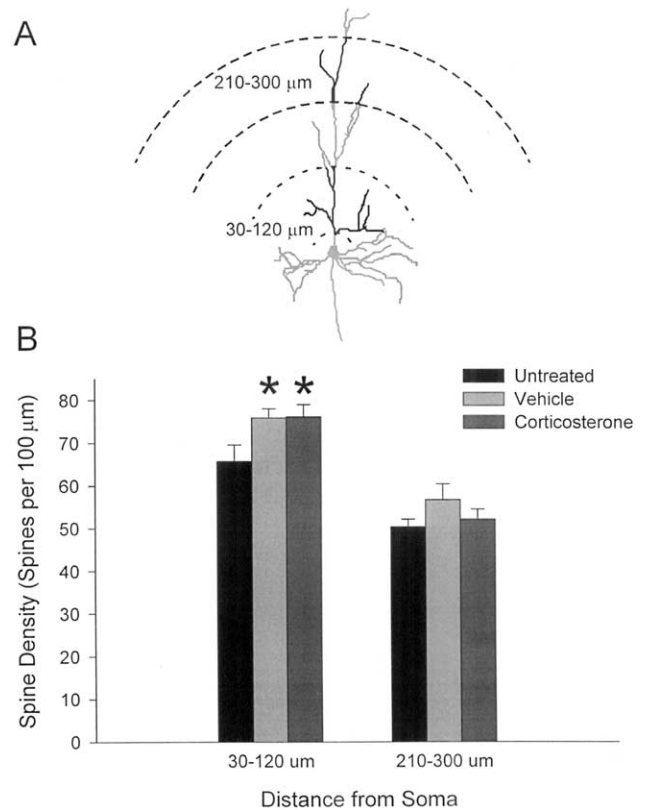 A
210-300 μm
30-120 μm
B
* *
Untreated
Vehicle
Corticosterone
Spine Density (Spines per 100 μm)
80
70
60
50
40
30
20
10
0
30-120 um
210-300 um
Distance from Soma